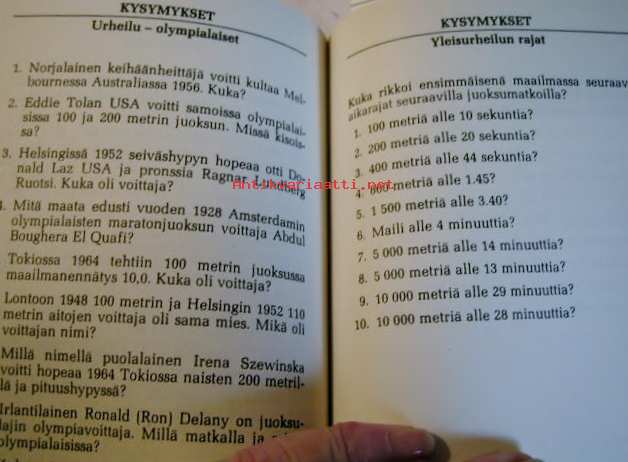 KYSYMYKSET
Urheilu – olympialaiset
1. Norjalainen keihäänheittäjä voitti kultaa Mel-
bournessa Australiassa 1956. Kuka?
2. Eddie Tolan USA voitti samoissa olympialai-
sissa 100 ja 200 metrin juoksun. Missä kisois-
sa?
3. Helsingissä 1952 seiväshypyn hopeaa otti Do-
nald Laz USA ja pronssia Ragnar Lundberg
Ruotsi. Kuka oli voittaja?
Mitä maata edusti vuoden 1928 Amsterdamin
olympialaisten maratonjuoksun voittaja Abdul
Boughera El Quafi?
Tokiossa 1964 tehtiin 100 metrin juoksussa
maailmanennätys 10,0. Kuka oli voittaja?
Lontoon 1948 100 metrin ja Helsingin 1952 110
metrin aitojen voittaja oli sama mies. Mikä oli
voittajan nimi?
Millä nimellä puolalainen Irena Szewinska
voitti hopeaa 1964 Tokiossa naisten 200 metril-
lä ja pituushypyssä?
Irlantilainen Ronald (Ron) Delany on juoksu-
lajin olympiavoittaja. Millä matkalla ja
olympialaisissa?
KYSYMYKSET
Yleisurheilun rajat
Kuka rikkoi ensimmäisenä maailmassa seuraav
aikarajat seuraavilla juoksumatkoilla?
1. 100 metriä alle 10 sekuntia?
2. 200 metriä alle 20 sekuntia?
3. 400 metriä alle 44 sekuntia?
4. 000 metriä alle 1.45?
5. 1 500 metriä alle 3.40?
6. Maili alle 4 minuuttia?
7. 5 000 metriä alle 14 minuuttia?
8. 5 000 metriä alle 13 minuuttia?
9. 10 000 metriä alle 29 minuuttia?
10. 10 000 metriä alle 28 minuuttia?
Antikvariaatti.net